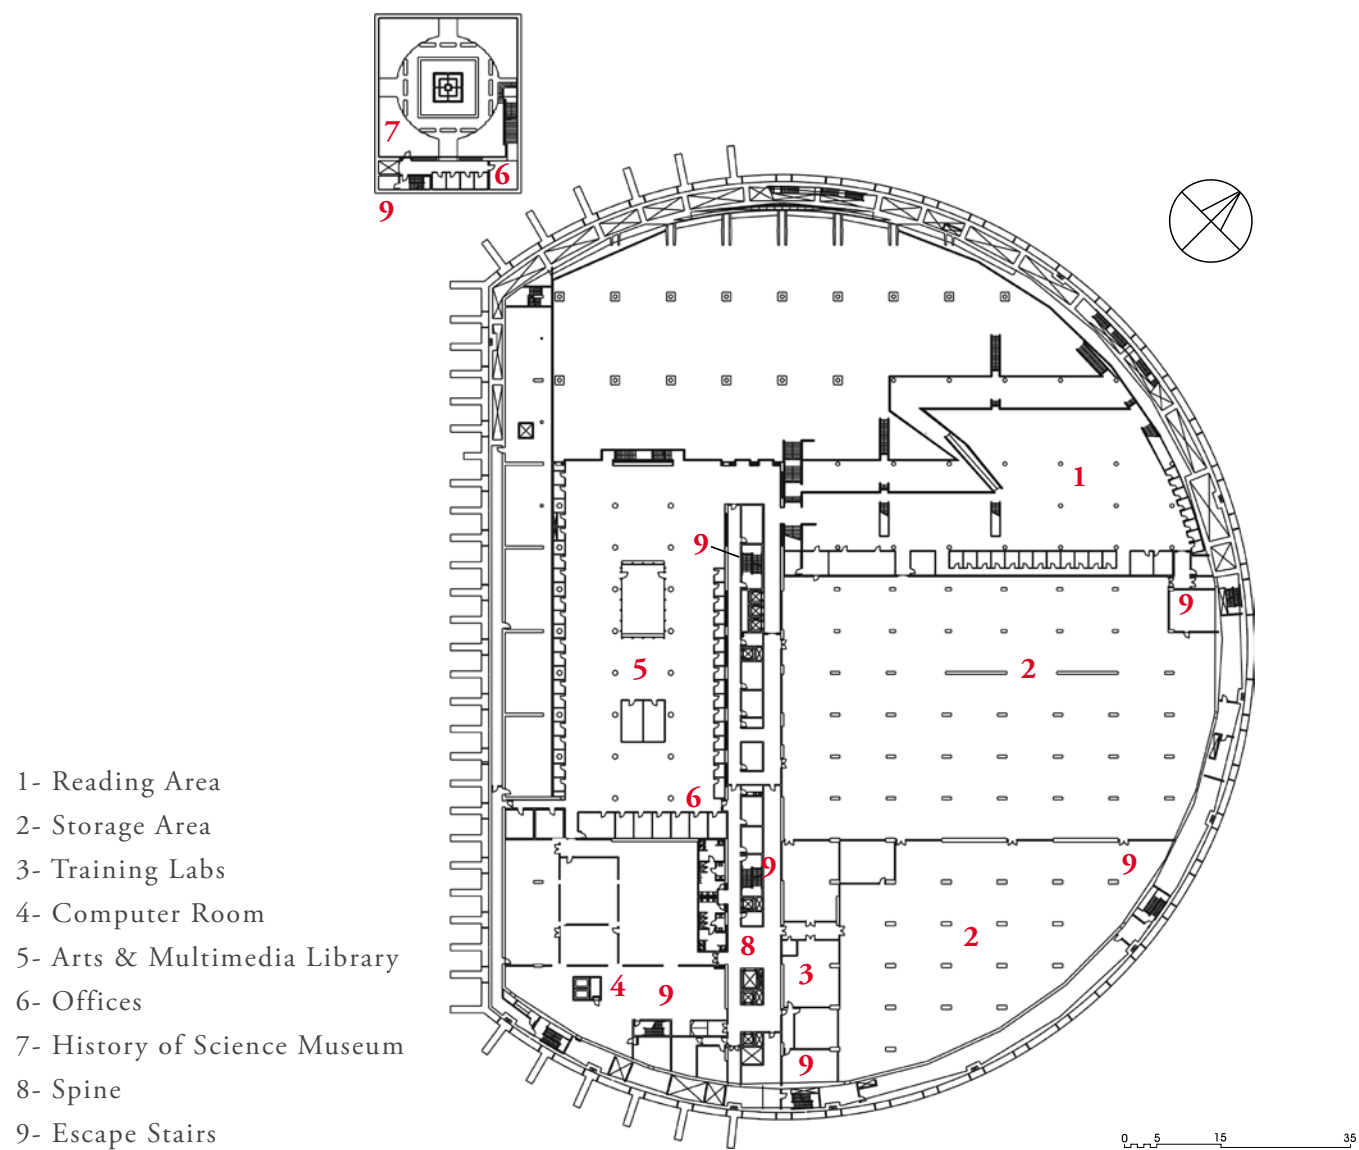 7
6
9
1
9
9
2
5
6
9
9
2
8
3
4
9
9
1- Reading Area
2- Storage Area
3- Training Labs
4- Computer Room
5- Arts & Multimedia Library
6- Offices
7- History of Science Museum
8- Spine
9- Escape Stairs
0 5 15 35